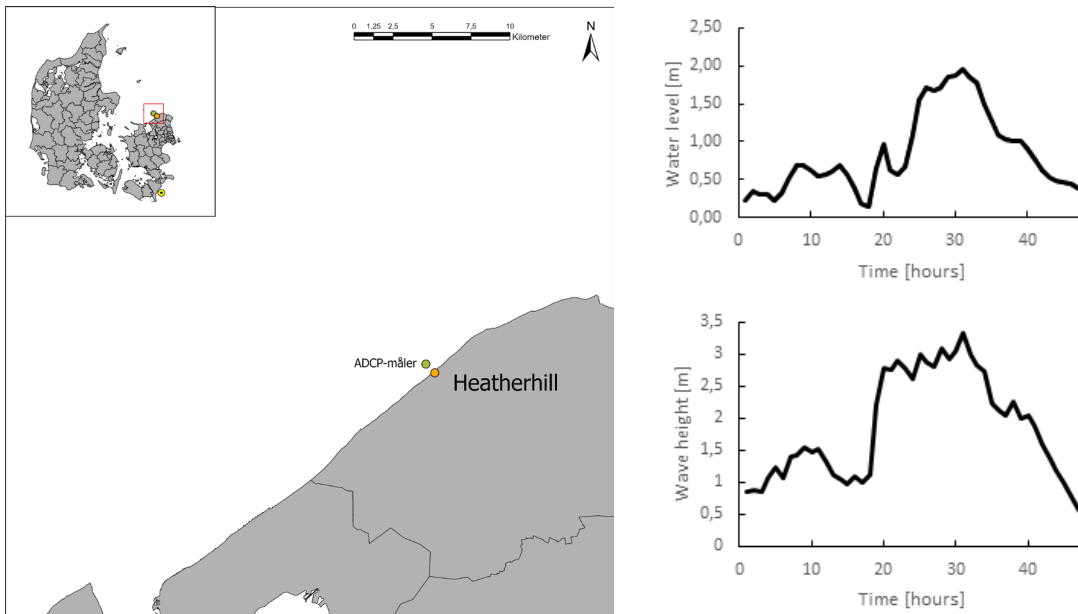 0 1,25 2,5 5 7,5 10
Kilometer
N
ADCP-måler
Heatherhill
2,50
2,00
1,50
1,00
0,50
0,00
Water level [m]
0 10 20 30 40
Time [hours]
3,5
3
2,5
2
1,5
1
0,5
0
Wave height [m]
0 10 20 30 40
Time [hours]